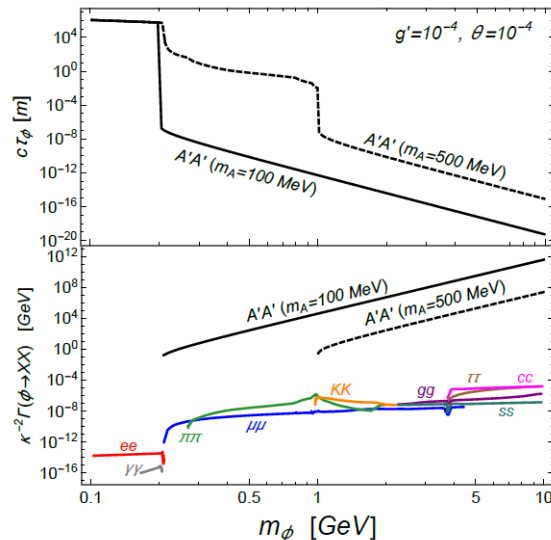 g'=10⁻⁴, θ=10⁻⁴
cτ_ϕ [m]
10⁴
10⁰
10⁻⁴
10⁻⁸
10⁻¹²
10⁻¹⁶
10⁻²⁰
A'A' (m_A=500 MeV)
A'A' (m_A=100 MeV)
κ⁻²Γ(ϕ→XX) [GeV]
10¹²
10⁸
10⁴
10⁰
10⁻⁴
10⁻⁸
10⁻¹²
10⁻¹⁶
A'A' (m_A=100 MeV)
A'A' (m_A=500 MeV)
ττ cc
KK gg
ss
ππ μμ
ee
γγ
0.1 0.5 1 5 10
m_ϕ [GeV]